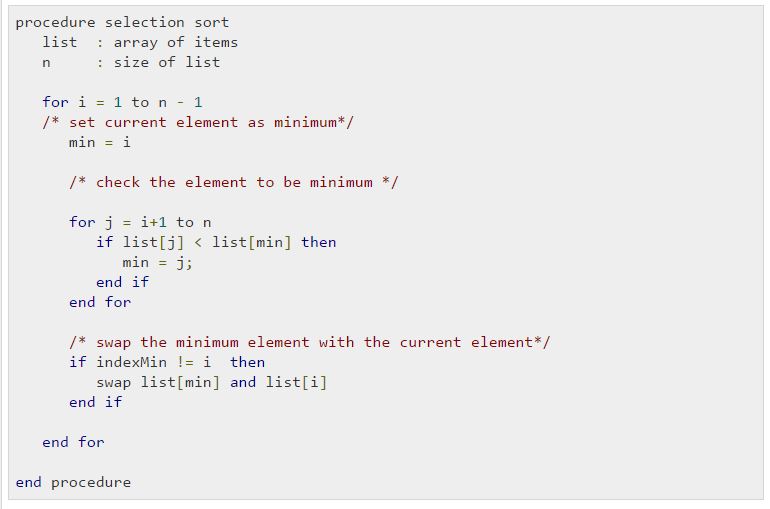 procedure selection sort
   list  : array of items
   n     : size of list

   for i = 1 to n - 1
   /* set current element as minimum*/
      min = i

      /* check the element to be minimum */

      for j = i+1 to n
         if list[j] < list[min] then
            min = j;
         end if
      end for

      /* swap the minimum element with the current element*/
      if indexMin != i  then
         swap list[min] and list[i]
      end if

   end for

end procedure